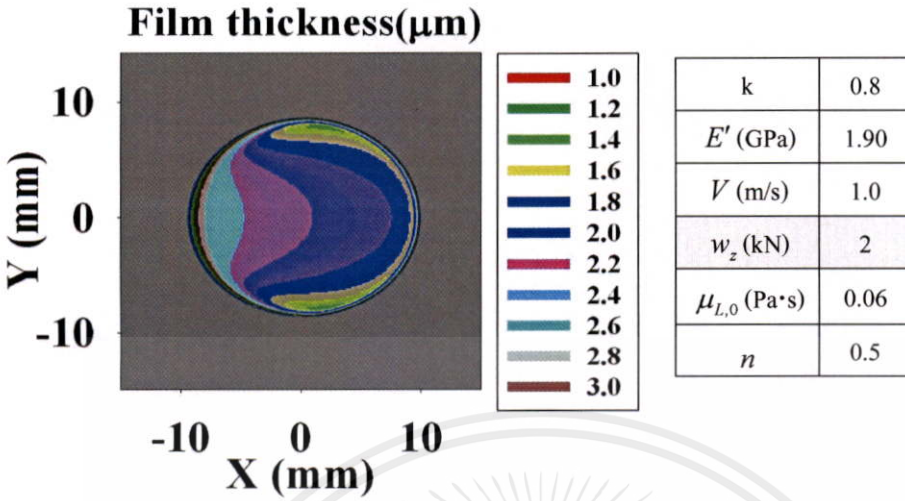 Film thickness(μm)
10
0
-10
Y (mm)
-10 0 10
X (mm)
1.0
1.2
1.4
1.6
1.8
2.0
2.2
2.4
2.6
2.8
3.0
k 0.8
E' (GPa) 1.90
V (m/s) 1.0
w_z (kN) 2
μ_L,0 (Pa·s) 0.06
n 0.5